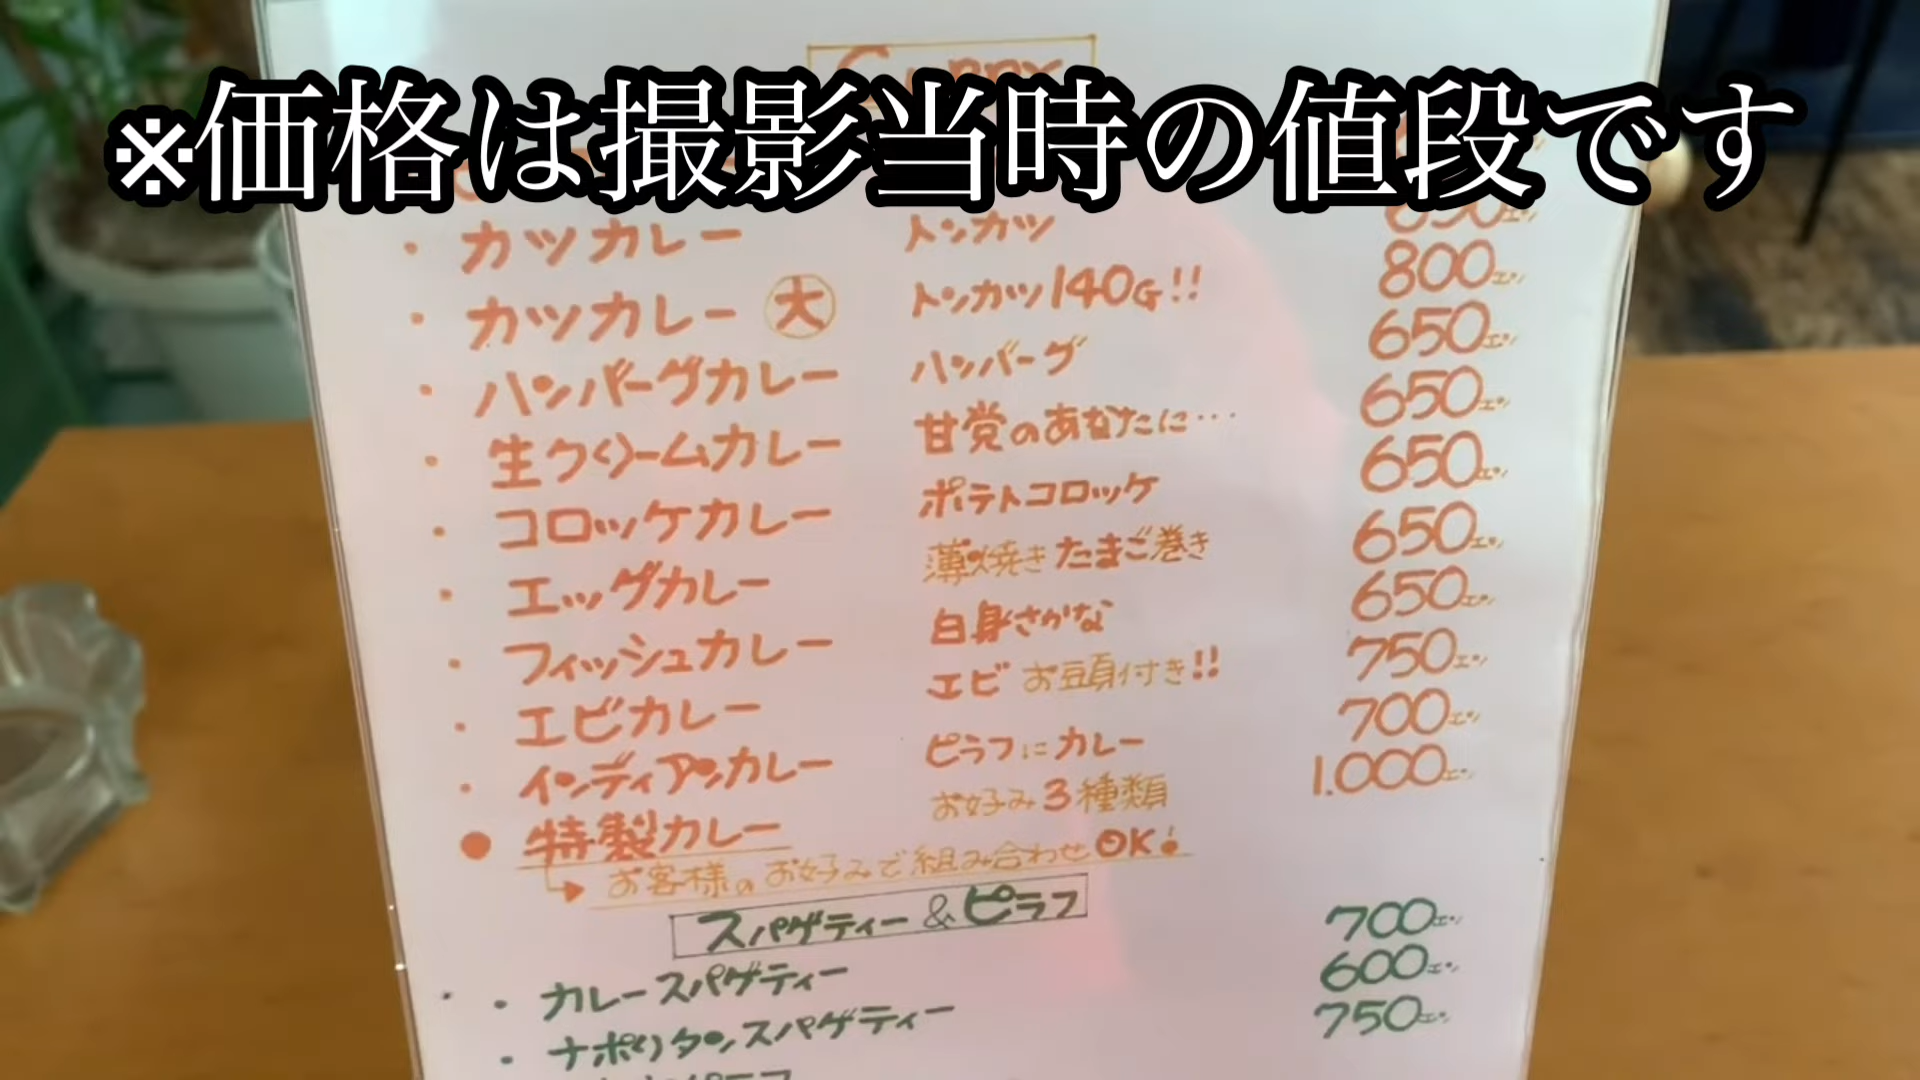 ※価格は撮影当時の値段です
・カツカレー トンカツ 650エン
・カツカレー 大 トンカツ140G!! 800エン
・ハンバーグカレー ハンバーグ 650エン
・生クリームカレー 甘党のあなたに… 650エン
・コロッケカレー ポテトコロッケ 650エン
・エッグカレー 薄焼きたまご巻き 650エン
・フィッシュカレー 白身さかな 650エン
・エビカレー エビ お頭付き!! 750エン
・インディアンカレー ピラフにカレー 700エン
●特製カレー お好み3種類 1.000エン
お客様のお好みで組み合わせOK!
スパゲティー&ピラフ
・カレースパゲティー 700エン
・ナポリタンスパゲティー 600エン
750エン